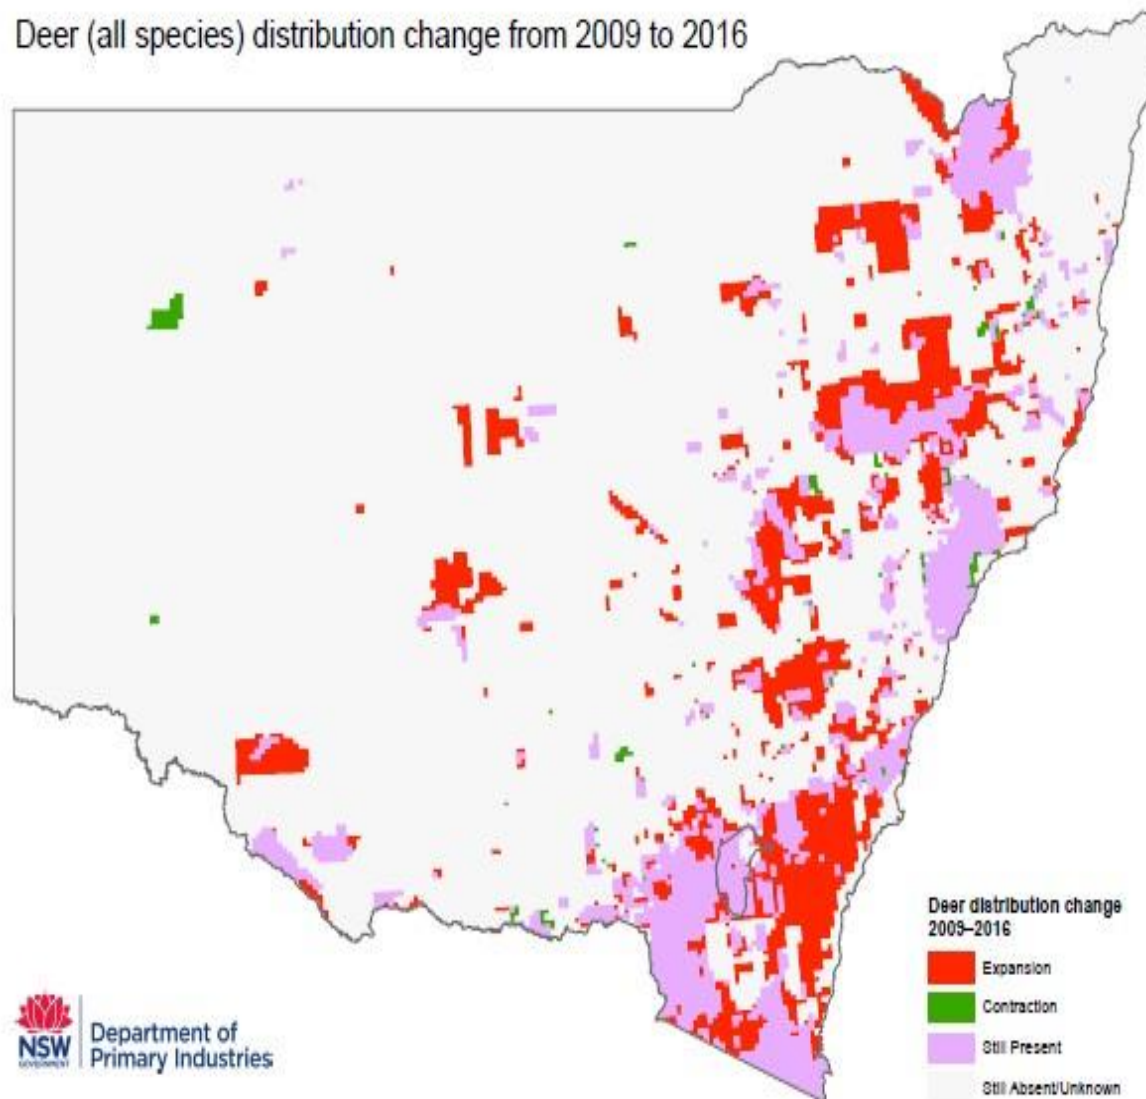 Deer (all species) distribution change from 2009 to 2016
Deer distribution change
2009–2016
Expansion
Contraction
Still Present
Still Absent/Unknown
NSW
GOVERNMENT
Department of
Primary Industries